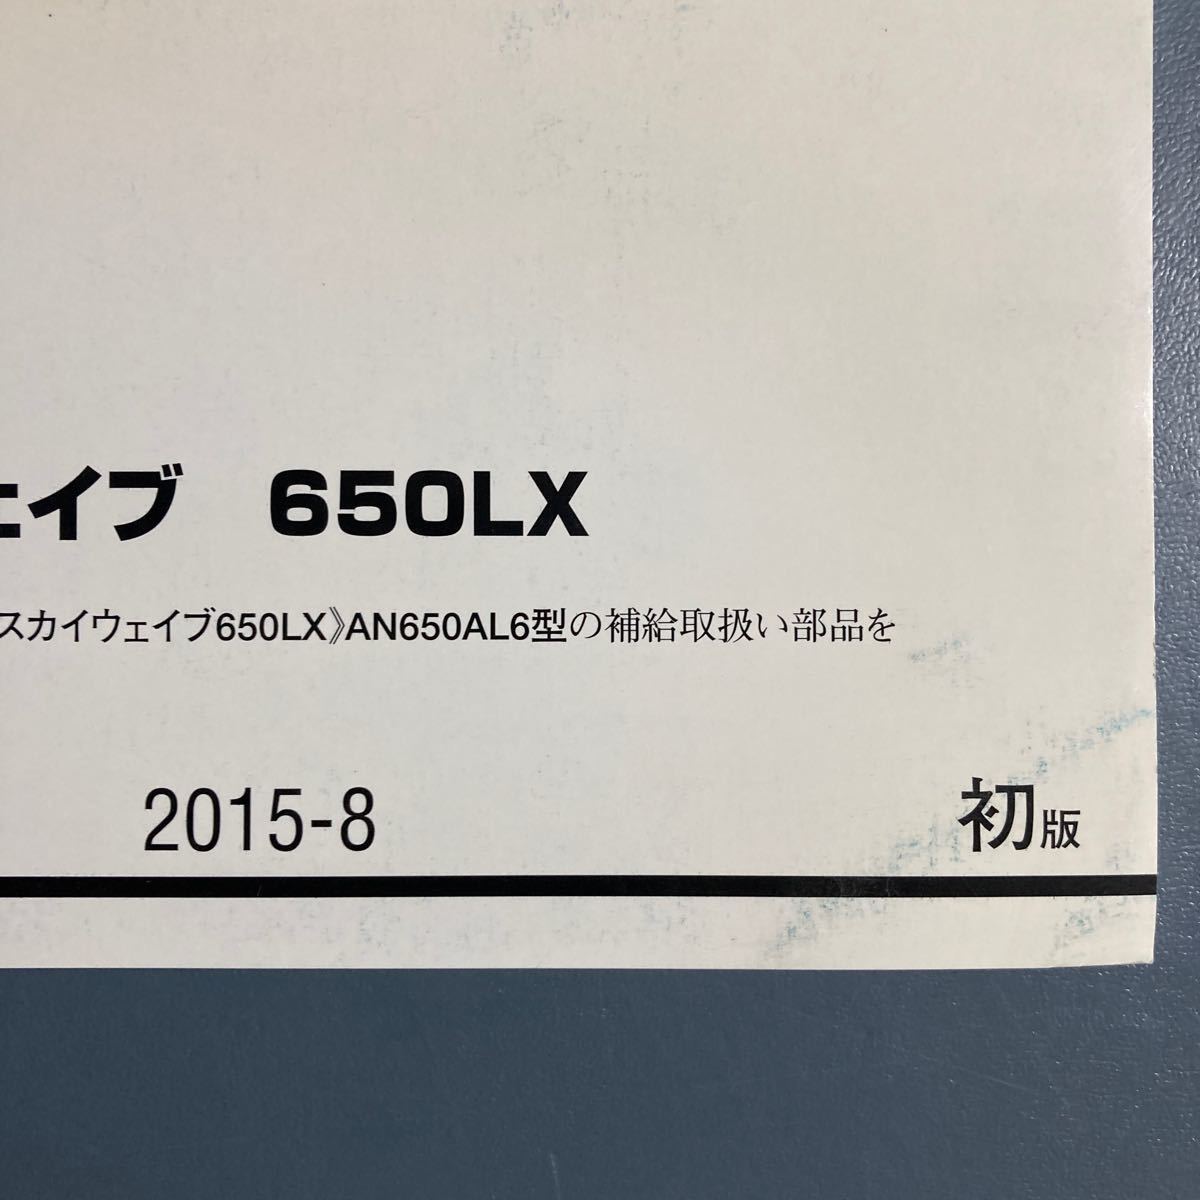 ェイブ 650LX
スカイウェイブ650LX》AN650AL6型の補給取扱い部品を
2015-8 初版